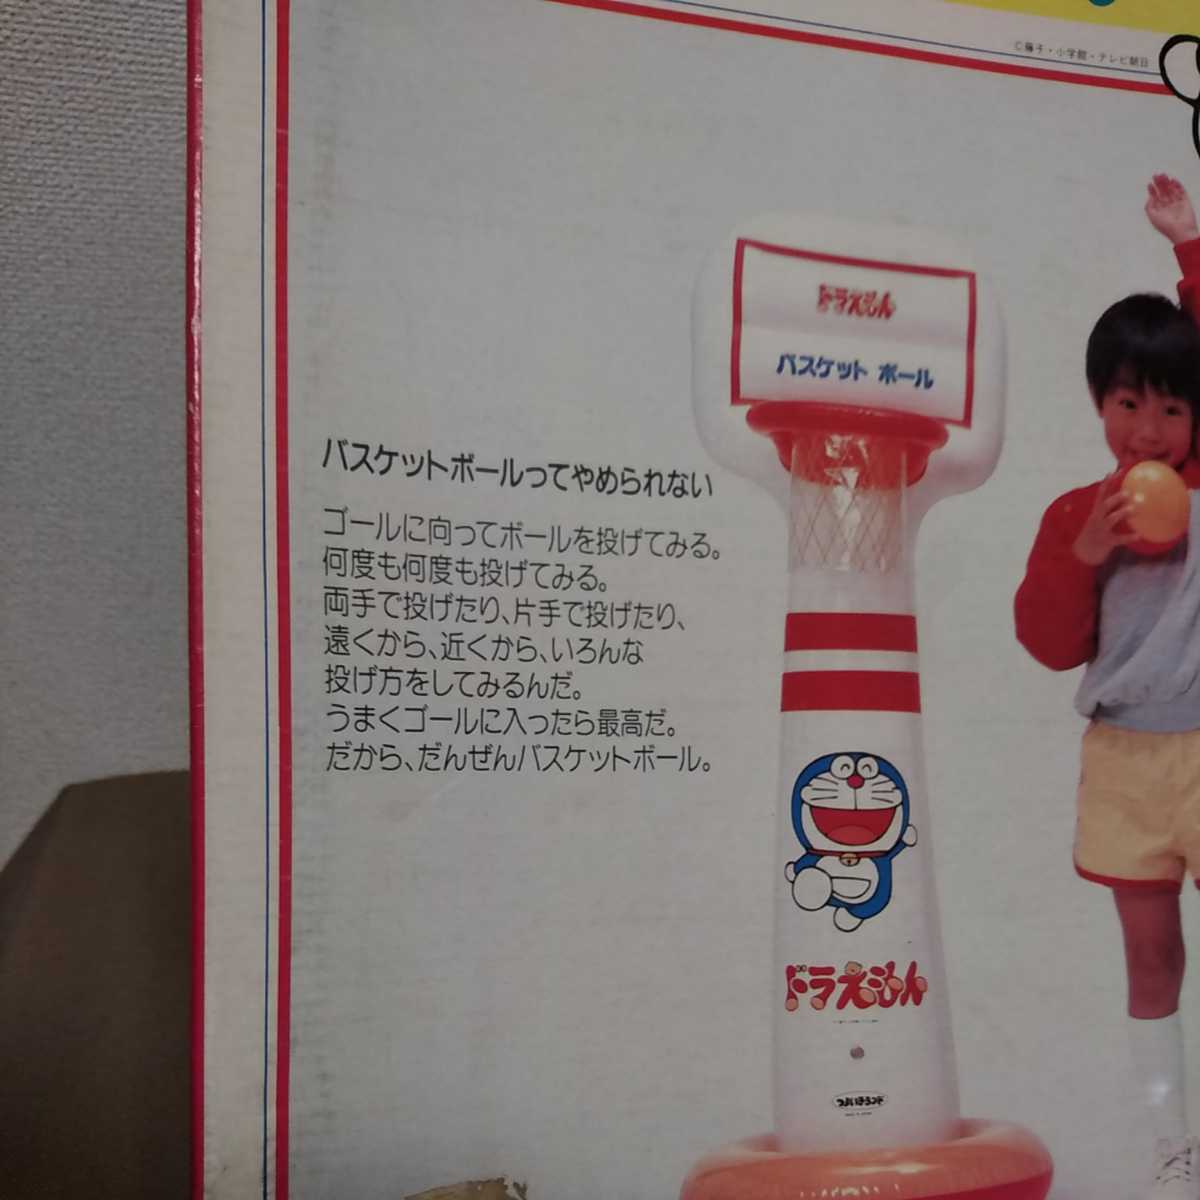 ©藤子・小学館・テレビ朝日
ドラえもん
バスケット ボール
バスケットボールってやめられない
ゴールに向ってボールを投げてみる。
何度も何度も投げてみる。
両手で投げたり、片手で投げたり、
遠くから、近くから、いろんな
投げ方をしてみるんだ。
うまくゴールに入ったら最高だ。
だから、だんぜんバスケットボール。
ドラえもん
つよいこランド